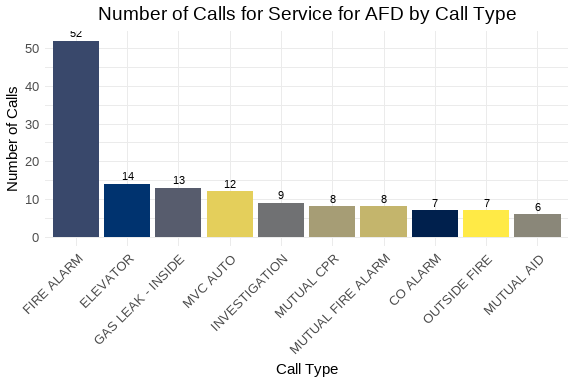 Number of Calls for Service for AFD by Call Type
Number of Calls
50
40
30
20
10
0
52
14
13
12
9
8
8
7
7
6
FIRE ALARM
ELEVATOR
GAS LEAK - INSIDE
MVC AUTO
INVESTIGATION
MUTUAL CPR
MUTUAL FIRE ALARM
CO ALARM
OUTSIDE FIRE
MUTUAL AID
Call Type